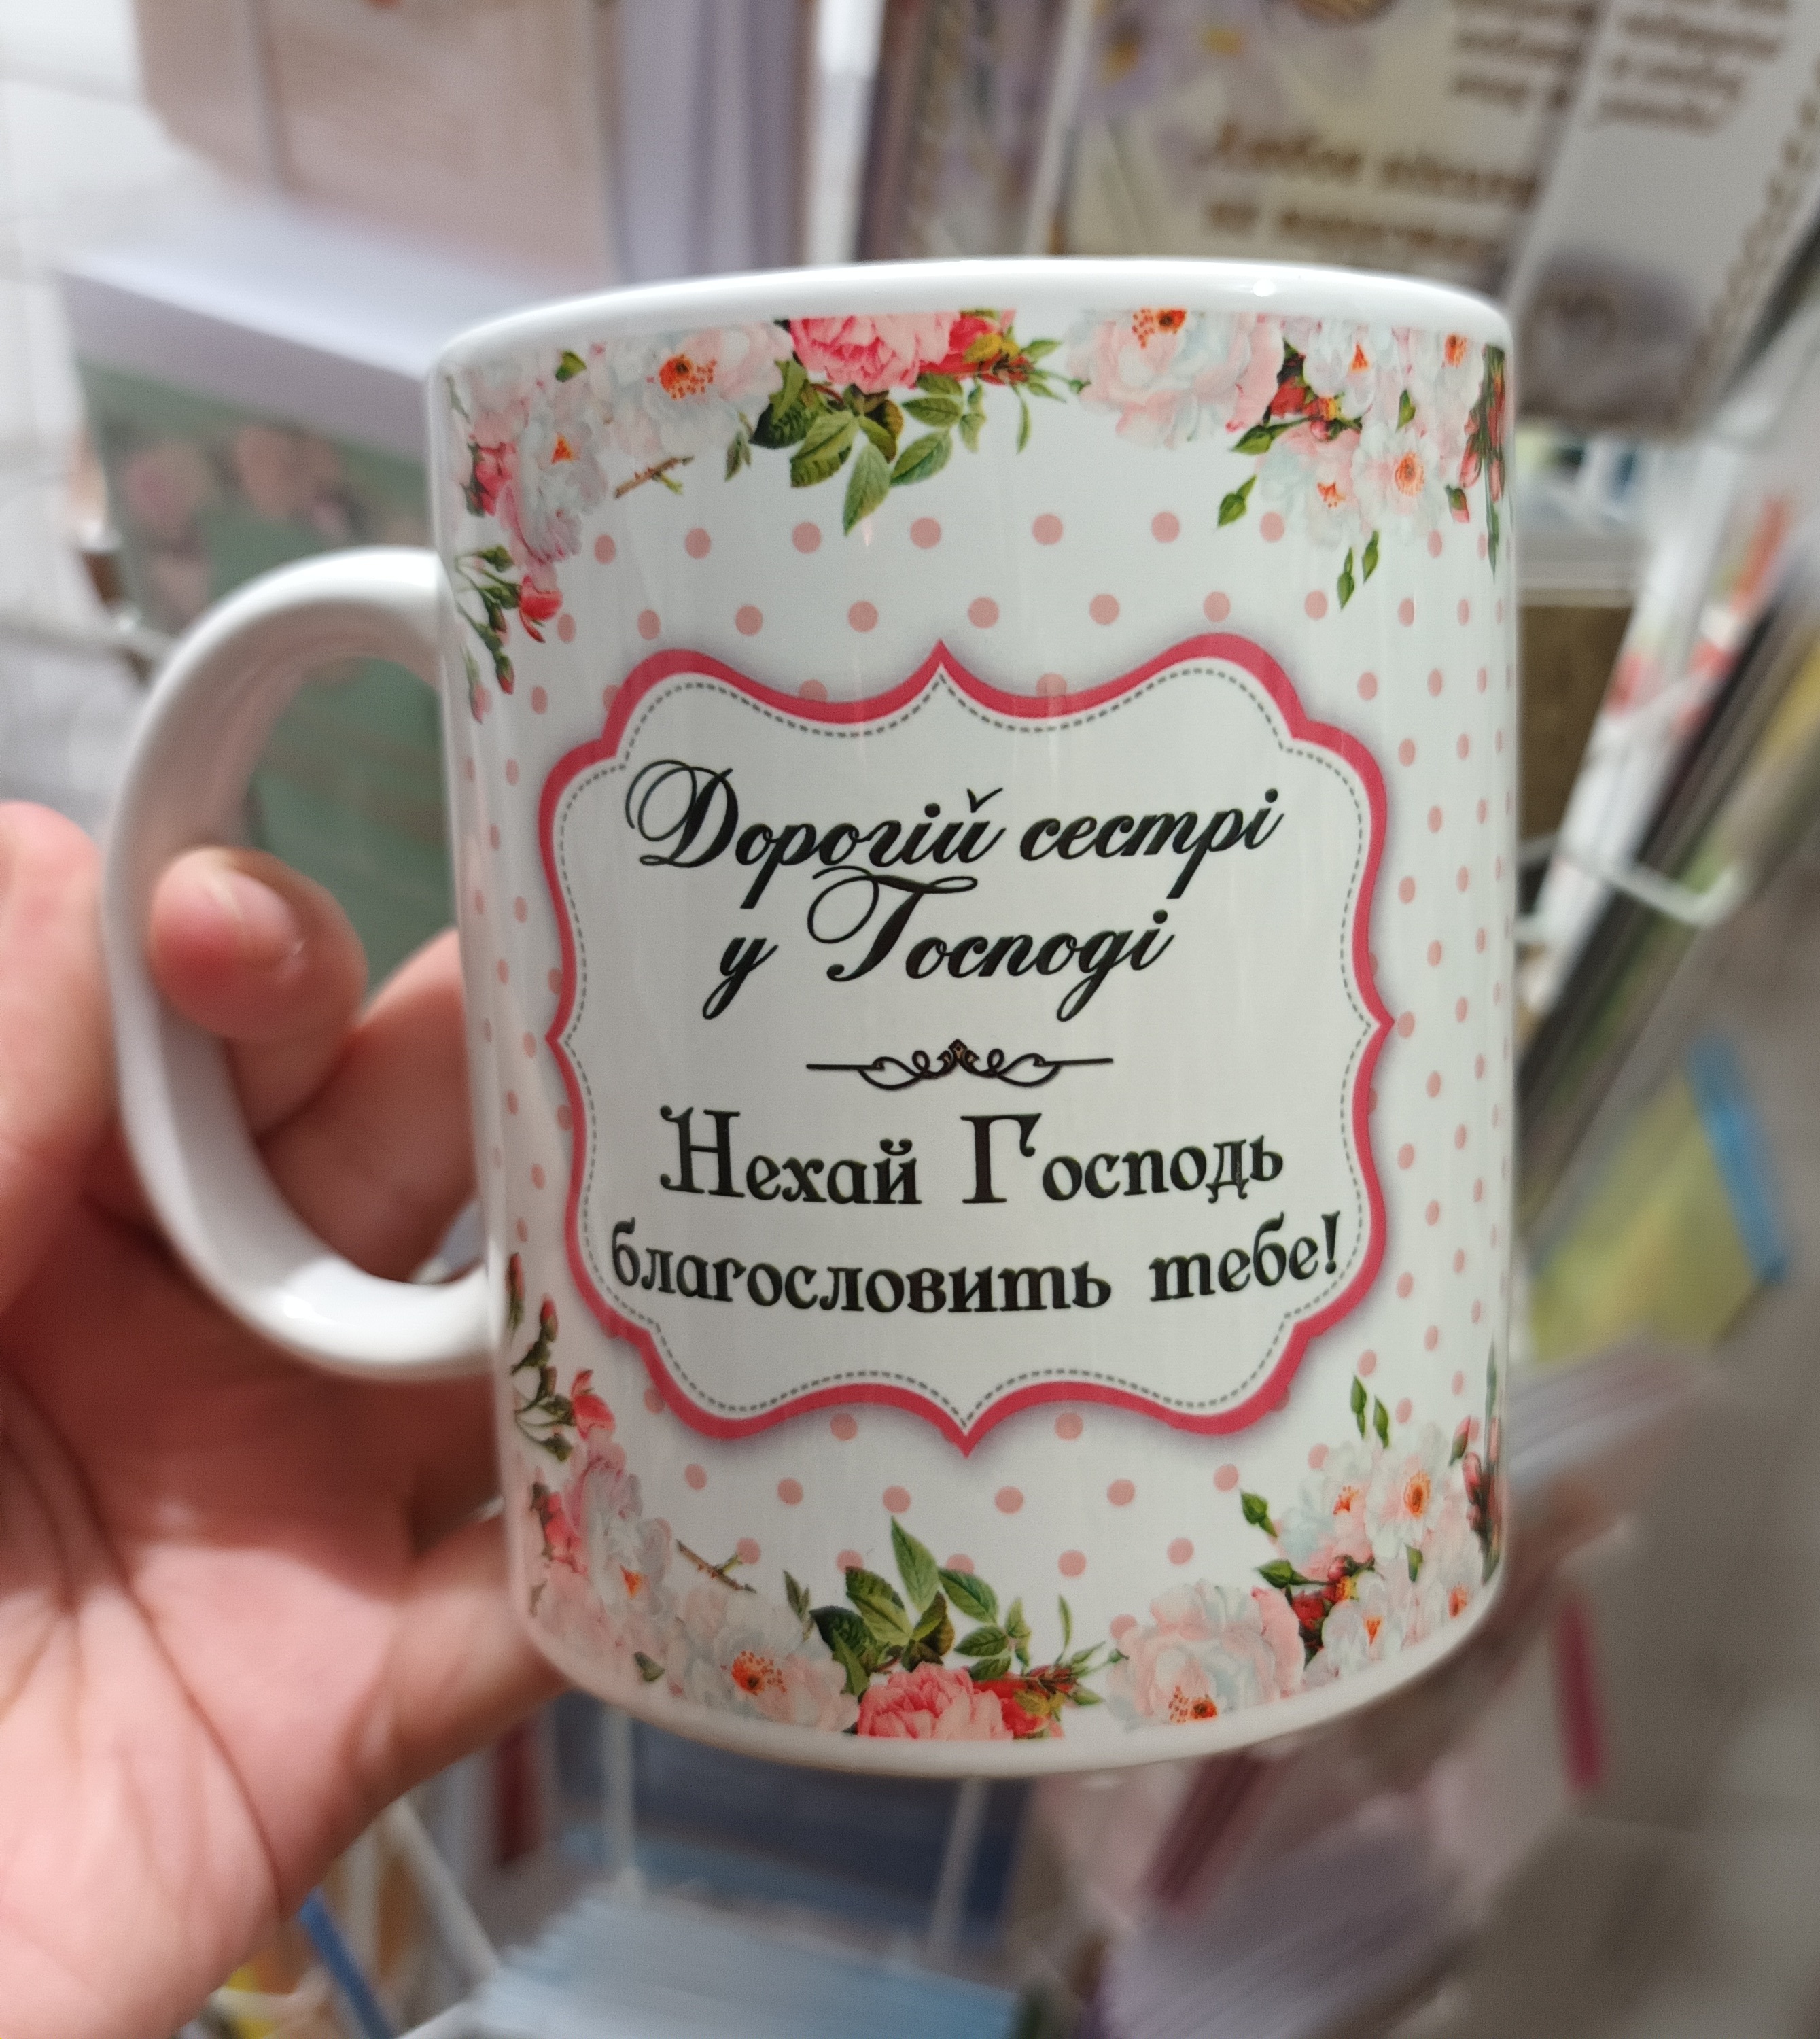 Дорогій сестрі
у Господі
Нехай Господь
благословить тебе!